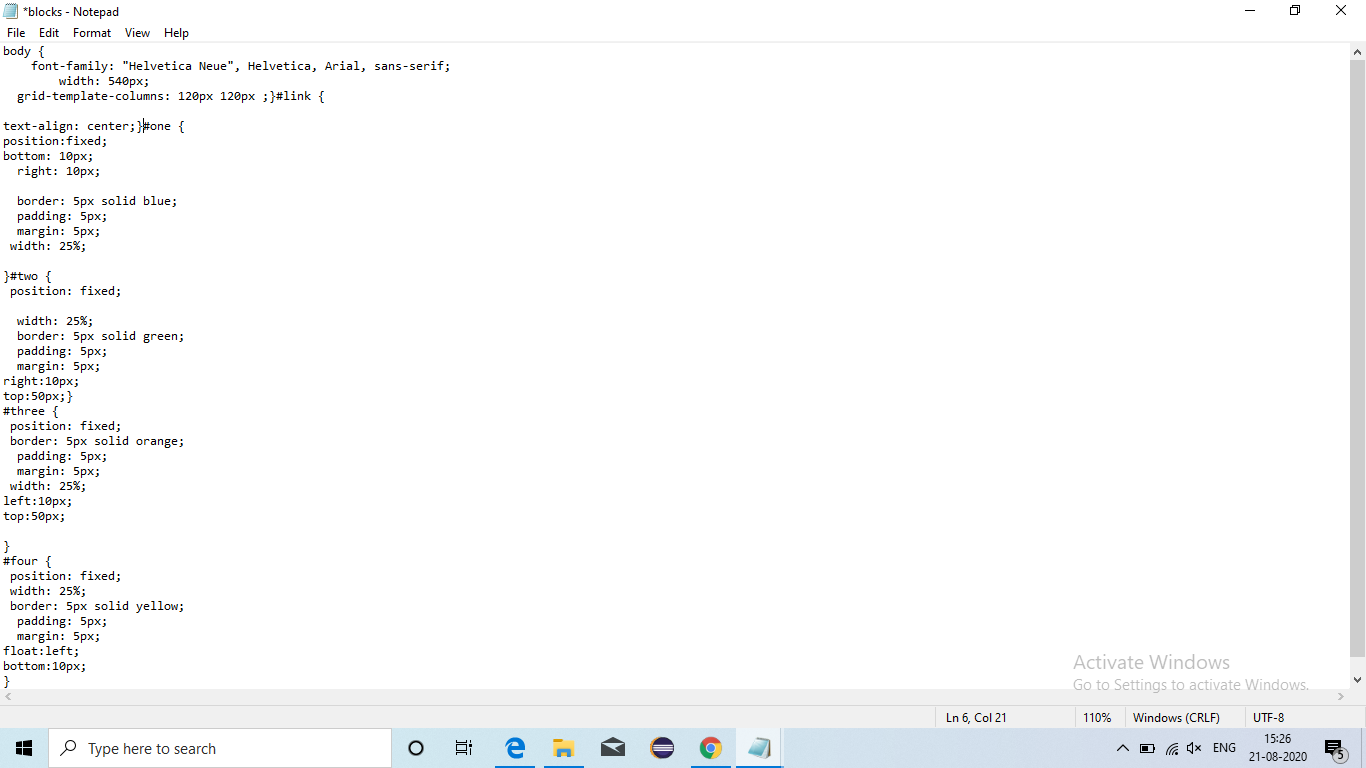 *blocks - Notepad
File Edit Format View Help
body {
    font-family: "Helvetica Neue", Helvetica, Arial, sans-serif;
        width: 540px;
  grid-template-columns: 120px 120px ;}#link {

text-align: center;}#one {
position:fixed;
bottom: 10px;
  right: 10px;

  border: 5px solid blue;
  padding: 5px;
  margin: 5px;
 width: 25%;

}#two {
 position: fixed;

  width: 25%;
  border: 5px solid green;
  padding: 5px;
  margin: 5px;
right:10px;
top:50px;}
#three {
 position: fixed;
 border: 5px solid orange;
  padding: 5px;
  margin: 5px;
 width: 25%;
left:10px;
top:50px;

}
#four {
 position: fixed;
 width: 25%;
 border: 5px solid yellow;
  padding: 5px;
  margin: 5px;
float:left;
bottom:10px;
}
Activate Windows
Go to Settings to activate Windows.
Ln 6, Col 21 110% Windows (CRLF) UTF-8
Type here to search
ENG
15:26
21-08-2020
5